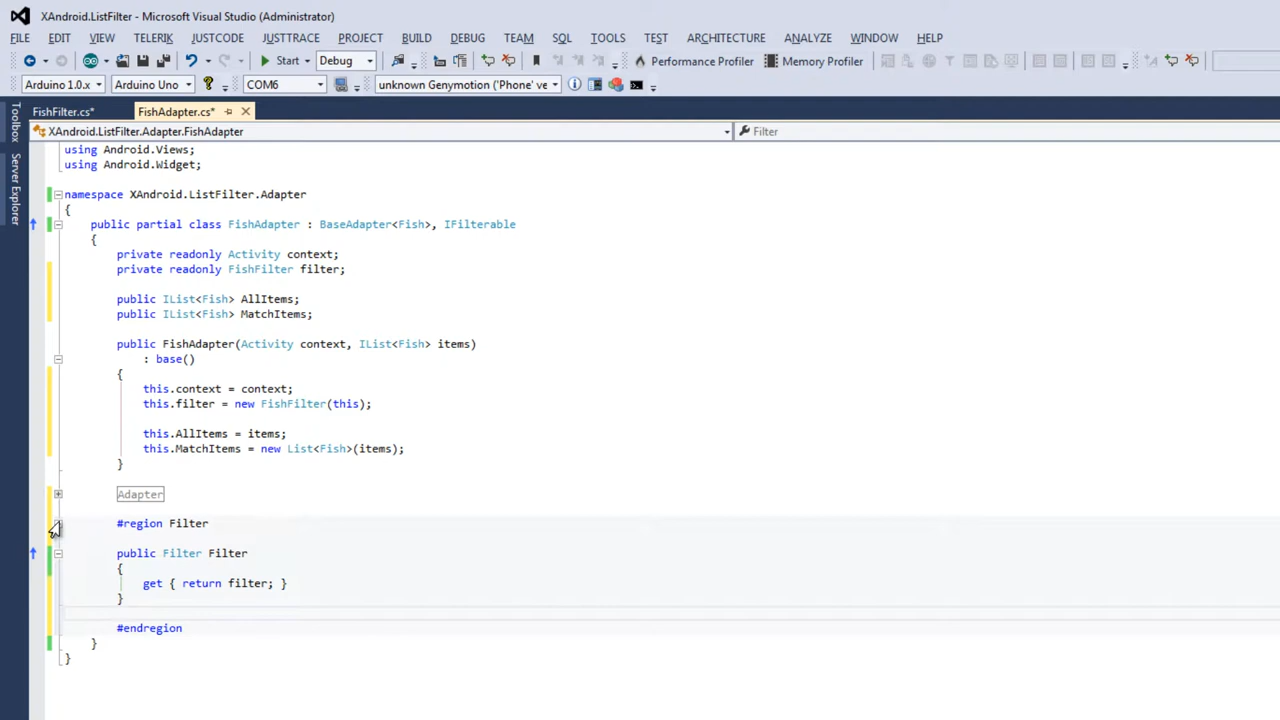 XAndroid.ListFilter - Microsoft Visual Studio (Administrator)
FILE EDIT VIEW TELERIK JUSTCODE JUSTTRACE PROJECT BUILD DEBUG TEAM SQL TOOLS TEST ARCHITECTURE ANALYZE WINDOW HELP
Start Debug Performance Profiler Memory Profiler
Arduino 1.0.x Arduino Uno ? COM6 unknown Genymotion ('Phone' ve
FishFilter.cs* FishAdapter.cs*
Toolbox
Server Explorer
XAndroid.ListFilter.Adapter.FishAdapter Filter
using Android.Views;
using Android.Widget;
namespace XAndroid.ListFilter.Adapter
{
public partial class FishAdapter : BaseAdapter<Fish>, IFilterable
{
private readonly Activity context;
private readonly FishFilter filter;
public IList<Fish> AllItems;
public IList<Fish> MatchItems;
public FishAdapter(Activity context, IList<Fish> items)
: base()
{
this.context = context;
this.filter = new FishFilter(this);
this.AllItems = items;
this.MatchItems = new List<Fish>(items);
}
Adapter
#region Filter
public Filter Filter
{
get { return filter; }
}
#endregion
}
}